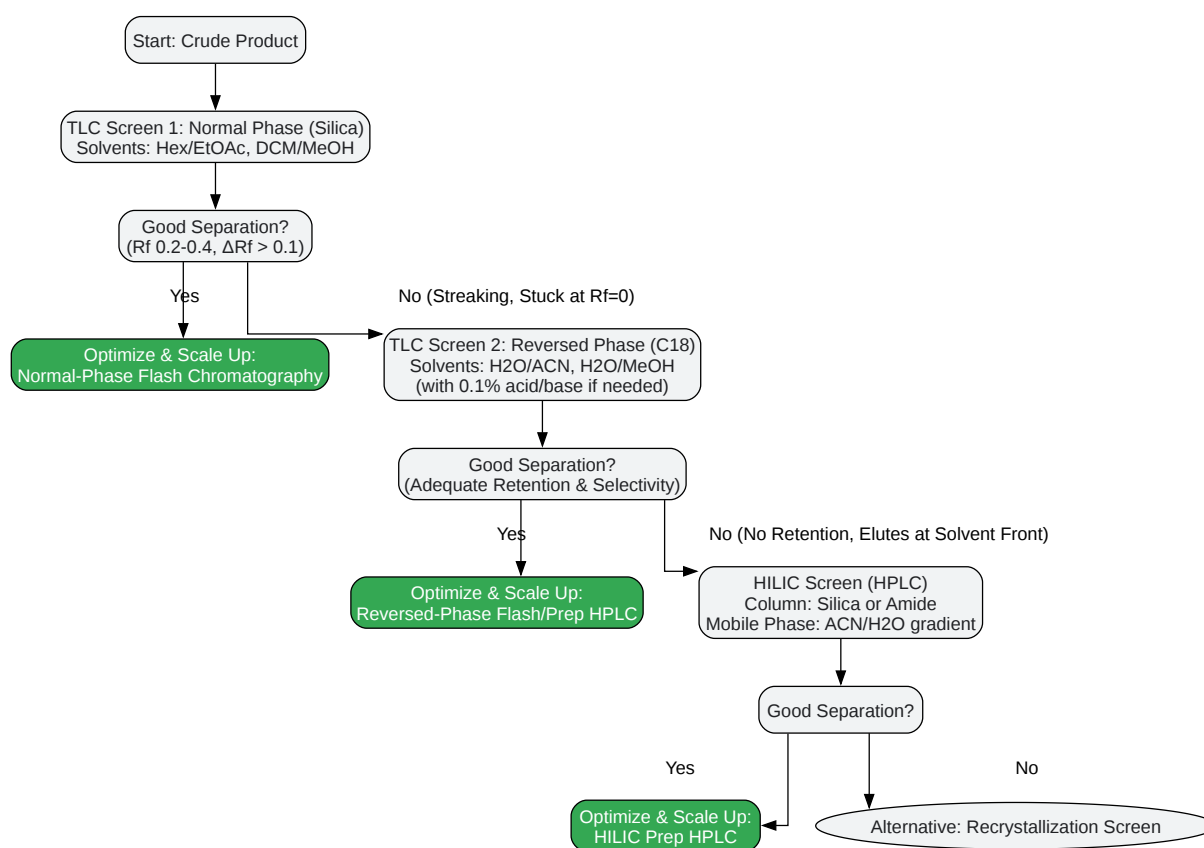 Start: Crude Product
TLC Screen 1: Normal Phase (Silica)
Solvents: Hex/EtOAc, DCM/MeOH
Good Separation?
(Rf 0.2-0.4, ΔRf > 0.1)
Yes
No (Streaking, Stuck at Rf=0)
Optimize & Scale Up:
Normal-Phase Flash Chromatography
TLC Screen 2: Reversed Phase (C18)
Solvents: H2O/ACN, H2O/MeOH
(with 0.1% acid/base if needed)
Good Separation?
(Adequate Retention & Selectivity)
Yes
No (No Retention, Elutes at Solvent Front)
Optimize & Scale Up:
Reversed-Phase Flash/Prep HPLC
HILIC Screen (HPLC)
Column: Silica or Amide
Mobile Phase: ACN/H2O gradient
Good Separation?
Yes
No
Optimize & Scale Up:
HILIC Prep HPLC
Alternative: Recrystallization Screen